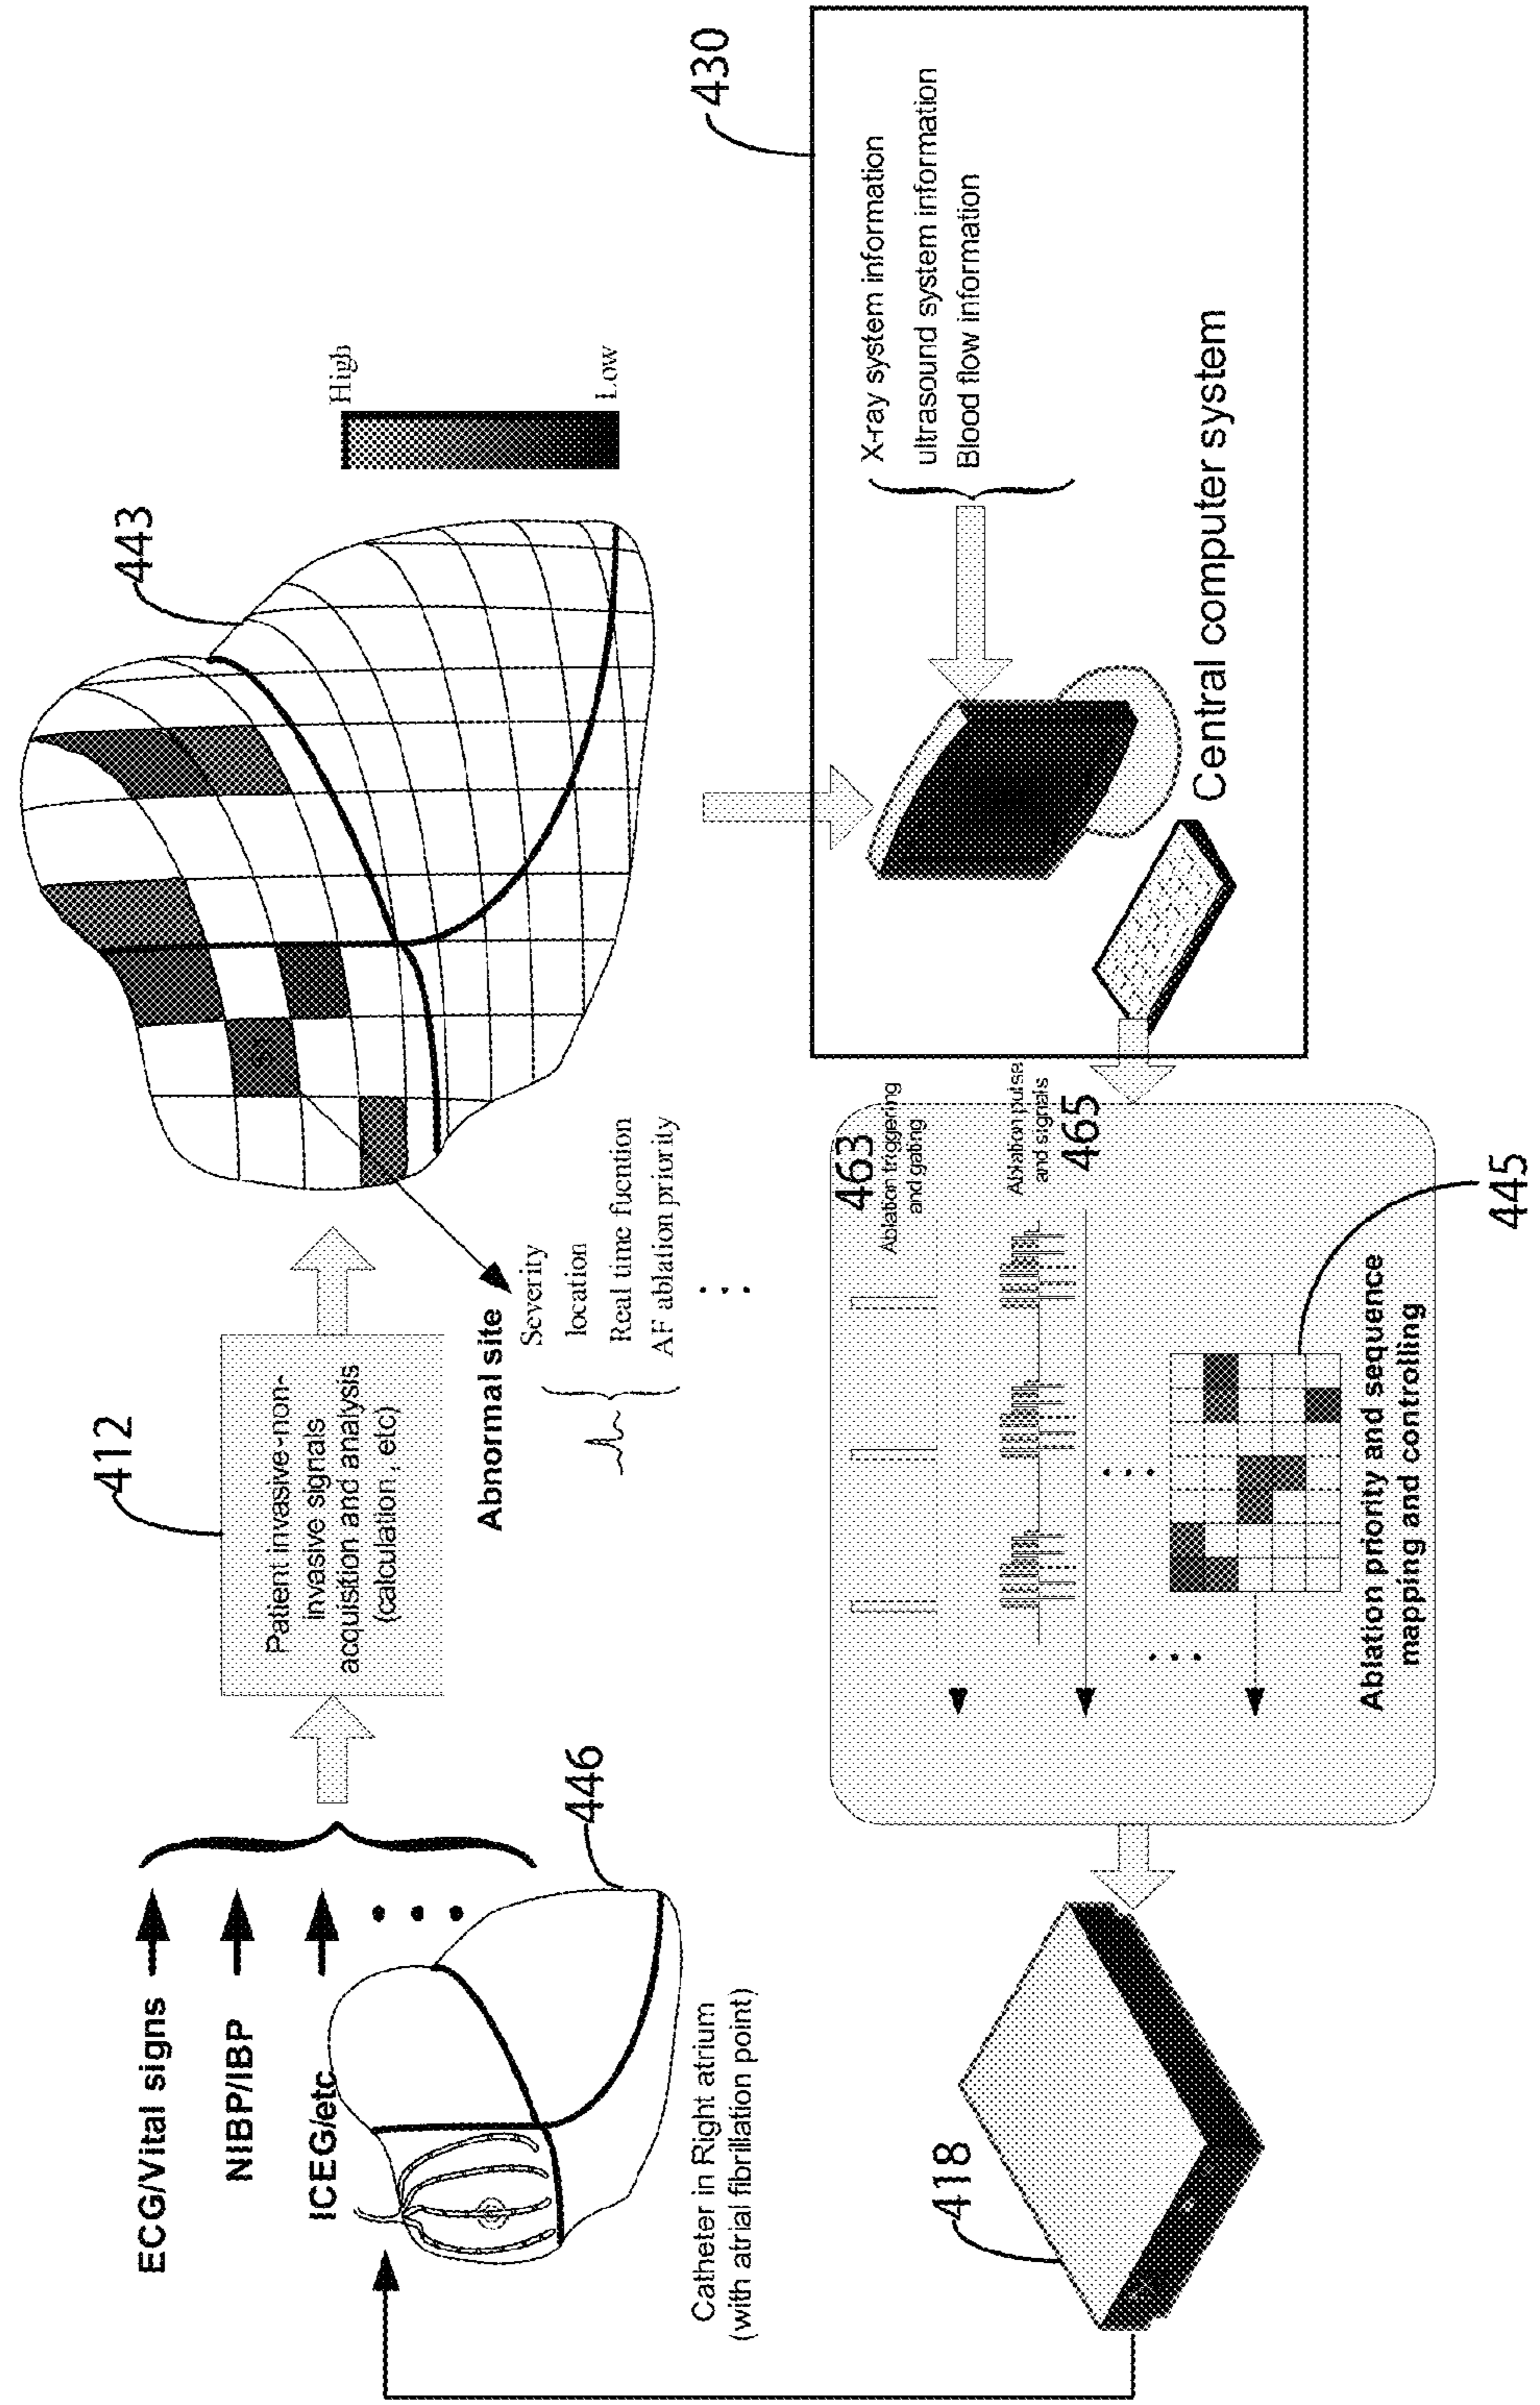 ECG/Vital signs
NIBP/IBP
ICEG/etc
446
Catheter in Right atrium
(with atrial fibrillation point)
412
Patient invasive-non-
invasive signals
acquisition and analysis
(calculation, etc)
443
High
Low
Abnormal site
Severity
location
Real time fucntion
AF ablation priority
430
X-ray system information
ultrasound system information
Blood flow information
Central computer system
463
Ablation triggering
and gating
Ablation pulse
and signals
465
445
Ablation priority and sequence
mapping and controlling
418